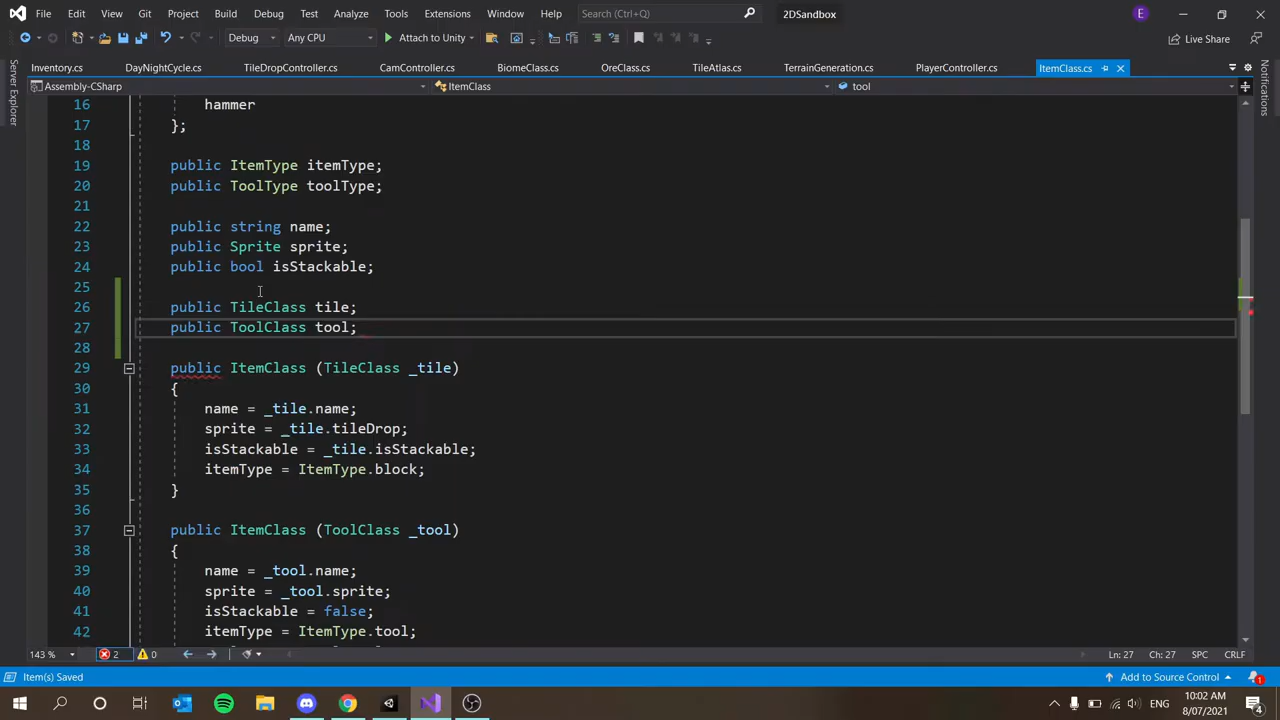 File Edit View Git Project Build Debug Test Analyze Tools Extensions Window Help Search (Ctrl+Q) 2DSandbox E
Debug Any CPU Attach to Unity Live Share
Inventory.cs DayNightCycle.cs TileDropController.cs CamController.cs BiomeClass.cs OreClass.cs TileAtlas.cs TerrainGeneration.cs PlayerController.cs ItemClass.cs
Assembly-CSharp ItemClass tool
Server Explorer
Notifications
16 hammer
17 };
18
19 public ItemType itemType;
20 public ToolType toolType;
21
22 public string name;
23 public Sprite sprite;
24 public bool isStackable;
25
26 public TileClass tile;
27 public ToolClass tool;
28
29 public ItemClass (TileClass _tile)
30 {
31 name = _tile.name;
32 sprite = _tile.tileDrop;
33 isStackable = _tile.isStackable;
34 itemType = ItemType.block;
35 }
36
37 public ItemClass (ToolClass _tool)
38 {
39 name = _tool.name;
40 sprite = _tool.sprite;
41 isStackable = false;
42 itemType = ItemType.tool;
143 % 2 0 Ln: 27 Ch: 27 SPC CRLF
Item(s) Saved Add to Source Control 1
ENG 10:02 AM 8/07/2021 4